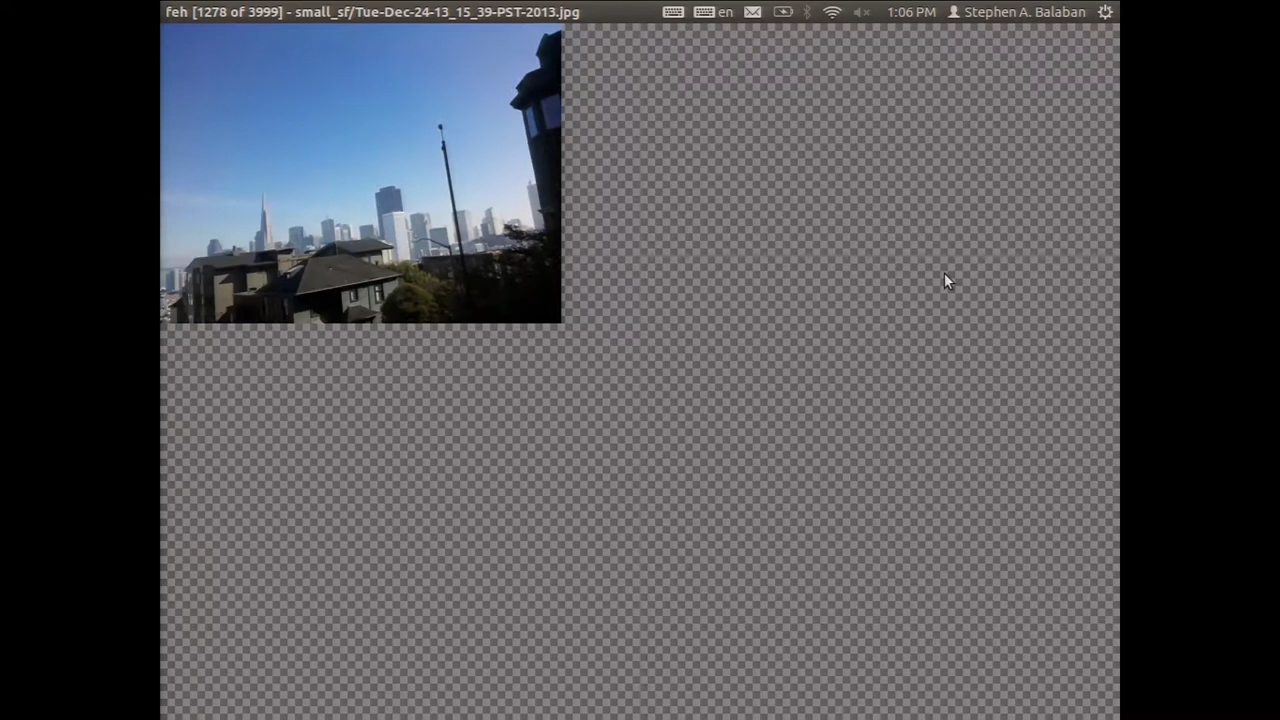 feh [1278 of 3999] - small_sf/Tue-Dec-24-13_15_39-PST-2013.jpg en 1:06 PM Stephen A. Balaban